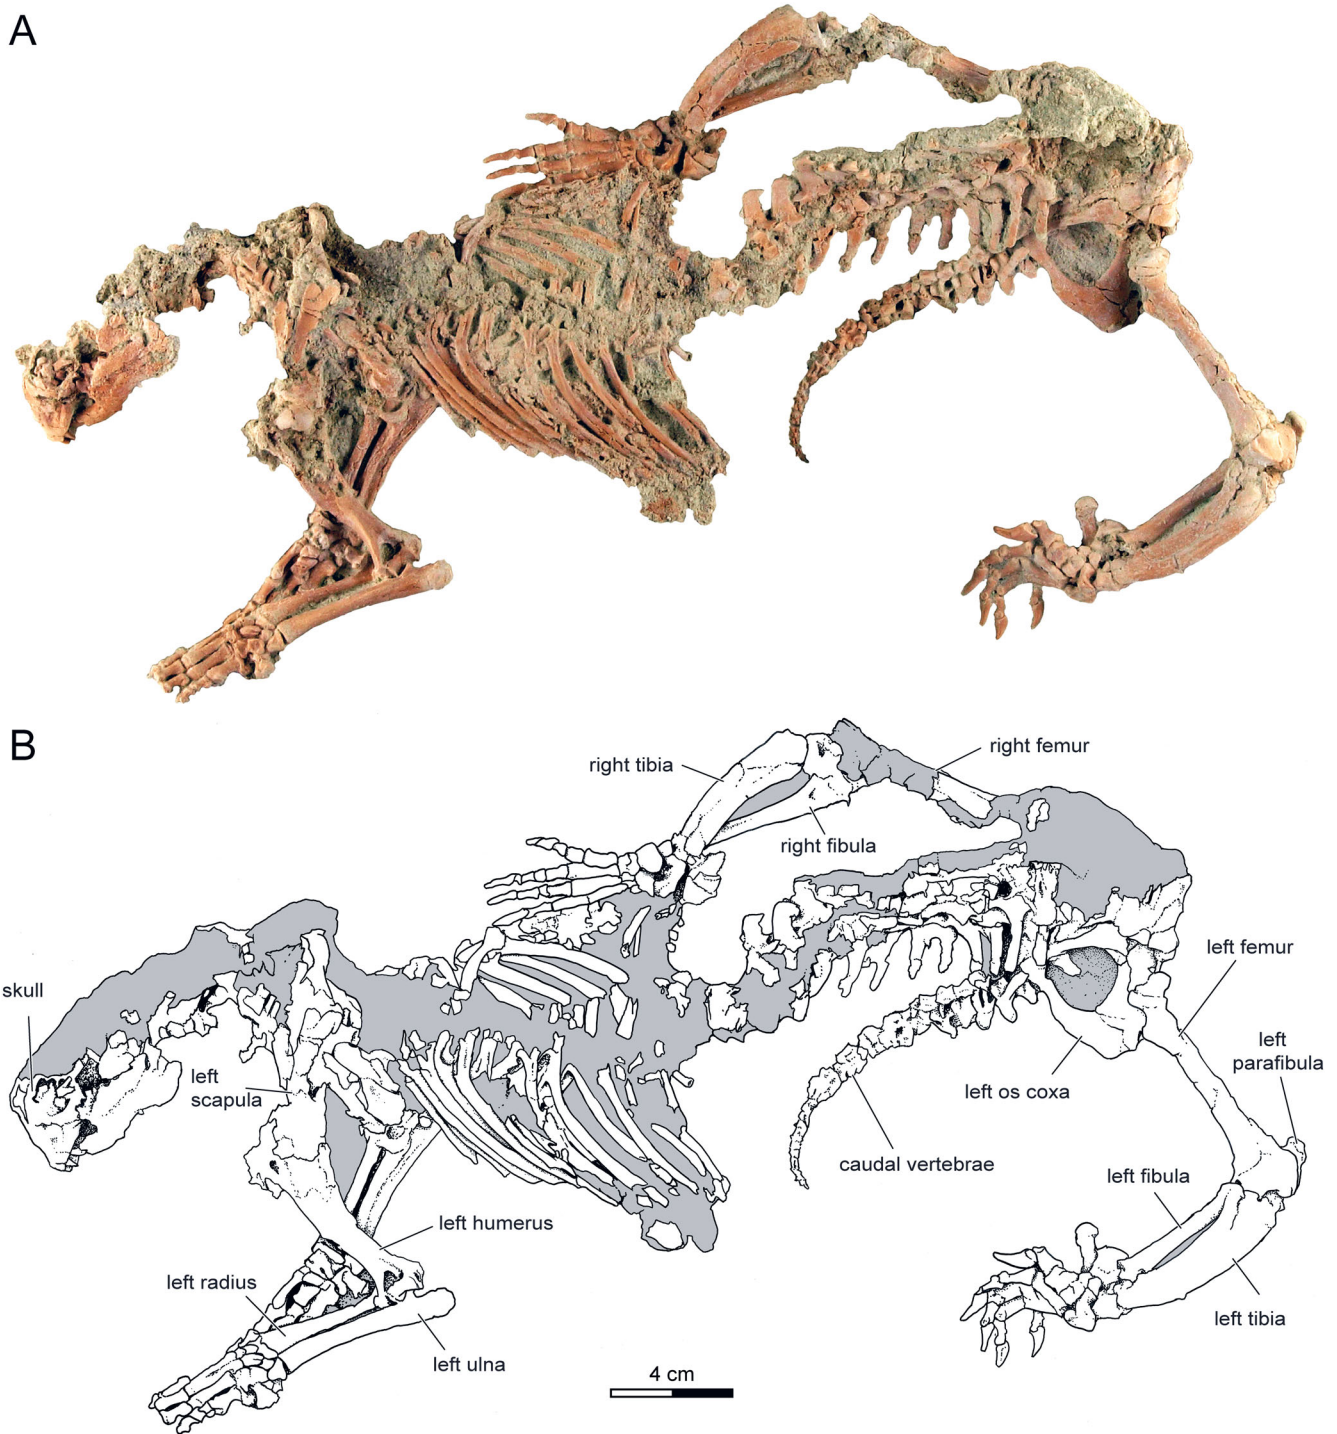 A
B
right femur
right tibia
right fibula
left femur
skull
left
parafibula
left
scapula
left os coxa
caudal vertebrae
left fibula
left humerus
left radius
left tibia
left ulna
4 cm